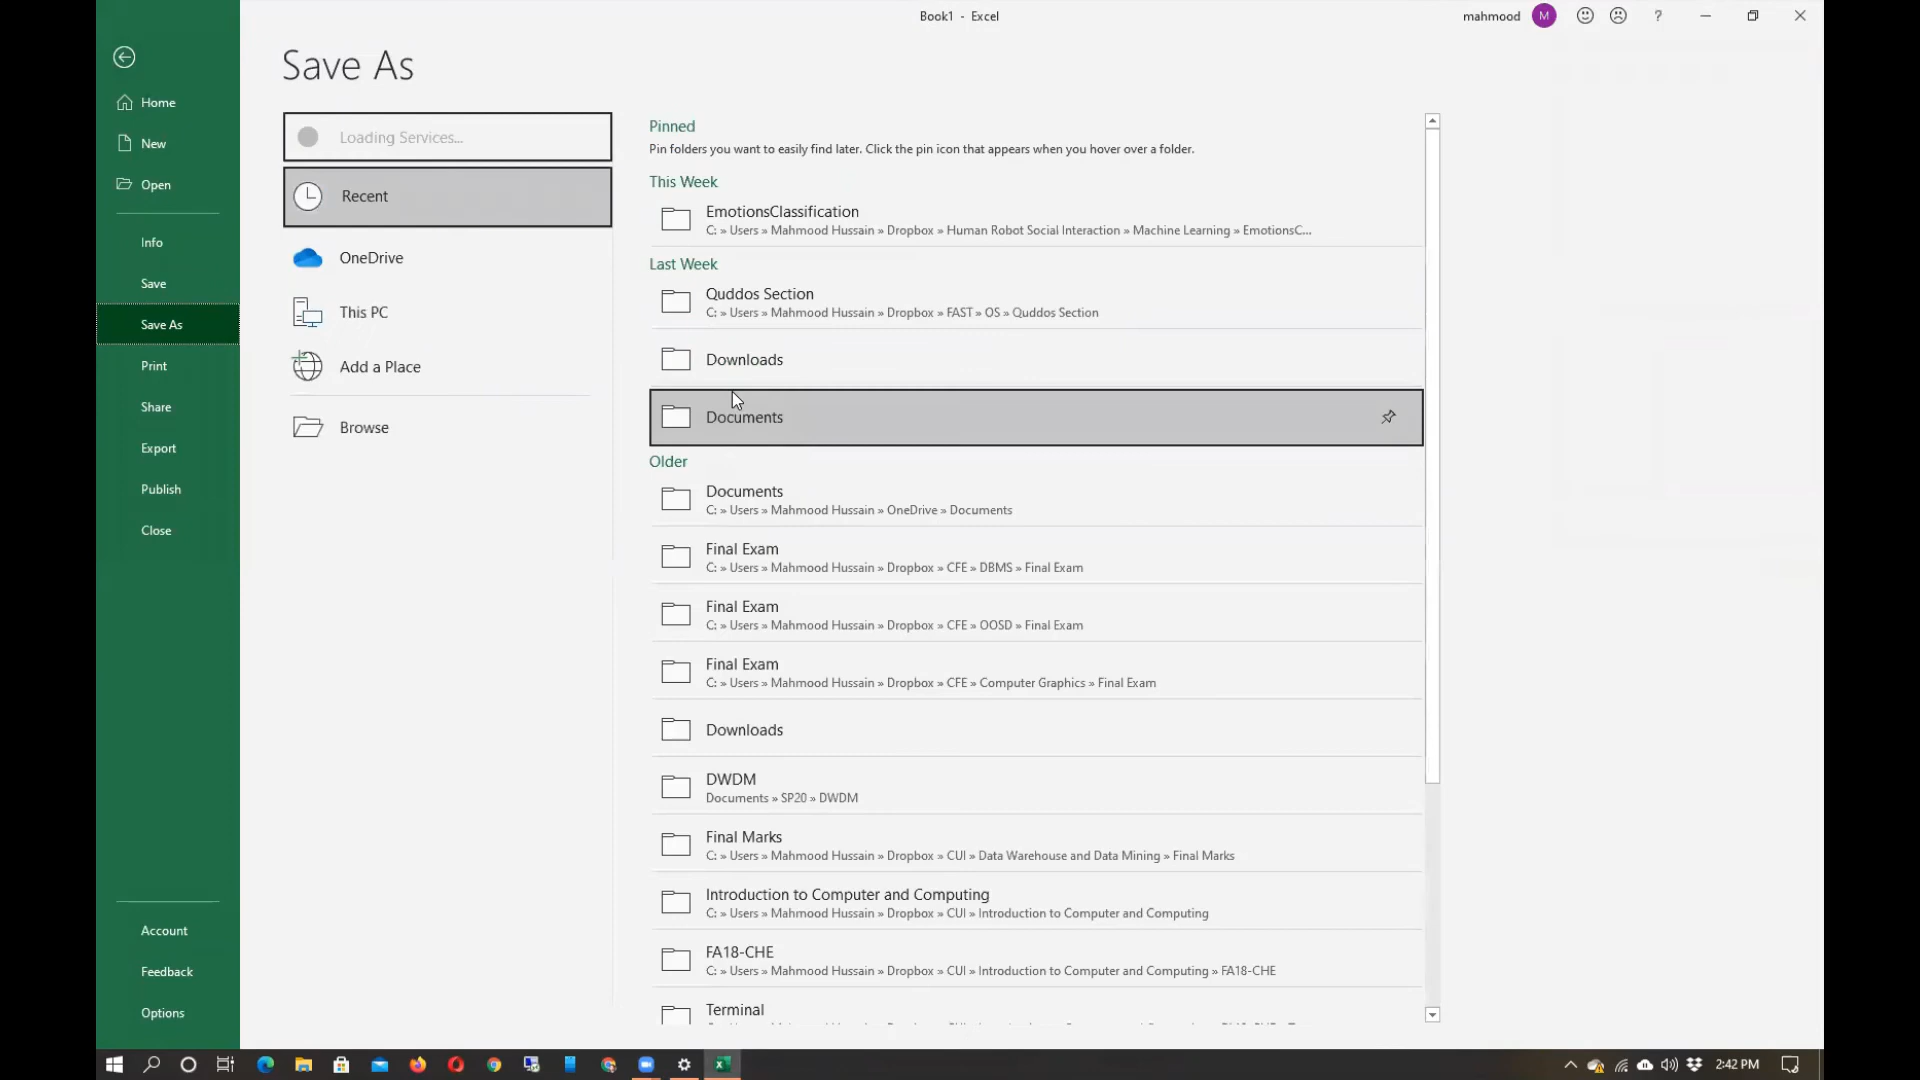 Book1 - Excel
mahmood
M
?
Save As
Home
New
Open
Info
Save
Save As
Print
Share
Export
Publish
Close
Account
Feedback
Options
Loading Services...
Recent
OneDrive
This PC
Add a Place
Browse
Pinned
Pin folders you want to easily find later. Click the pin icon that appears when you hover over a folder.
This Week
EmotionsClassification
C: » Users » Mahmood Hussain » Dropbox » Human Robot Social Interaction » Machine Learning » EmotionsC...
Last Week
Quddos Section
C: » Users » Mahmood Hussain » Dropbox » FAST » OS » Quddos Section
Downloads
Documents
Older
Documents
C: » Users » Mahmood Hussain » OneDrive » Documents
Final Exam
C: » Users » Mahmood Hussain » Dropbox » CFE » DBMS » Final Exam
Final Exam
C: » Users » Mahmood Hussain » Dropbox » CFE » OOSD » Final Exam
Final Exam
C: » Users » Mahmood Hussain » Dropbox » CFE » Computer Graphics » Final Exam
Downloads
DWDM
Documents » SP20 » DWDM
Final Marks
C: » Users » Mahmood Hussain » Dropbox » CUI » Data Warehouse and Data Mining » Final Marks
Introduction to Computer and Computing
C: » Users » Mahmood Hussain » Dropbox » CUI » Introduction to Computer and Computing
FA18-CHE
C: » Users » Mahmood Hussain » Dropbox » CUI » Introduction to Computer and Computing » FA18-CHE
Terminal
2:42 PM